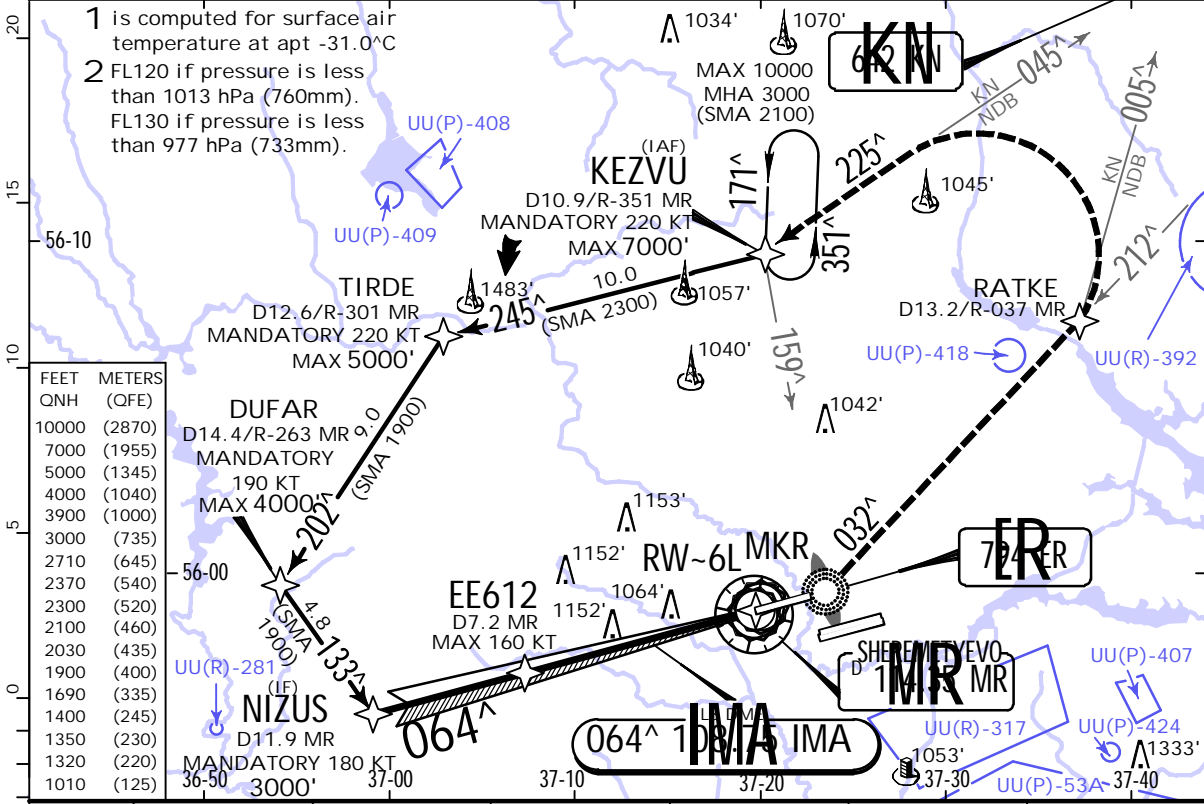 1 is computed for surface air
temperature at apt -31.0^C
2 FL120 if pressure is less
than 1013 hPa (760mm).
FL130 if pressure is less
than 977 hPa (733mm).
20
15
10
5
0
56-10
56-00
36-50
37-00
37-10
37-20
37-30
37-40
UU(P)-408
UU(P)-409
1034'
1070'
MAX 10000
MHA 3000
(SMA 2100)
KN
642 KN
KN
NDB
045^
KN
NDB
005^
212^
225^
1045'
(IAF)
KEZVU
D10.9/R-351 MR
MANDATORY 220 KT
MAX 7000'
171^
351^
159^
10.0
(SMA 2300)
245^
1483'
1057'
1040'
1042'
TIRDE
D12.6/R-301 MR
MANDATORY 220 KT
MAX 5000'
RATKE
D13.2/R-037 MR
UU(P)-418
UU(R)-392
032^
9.0
(SMA 1900)
202^
DUFAR
D14.4/R-263 MR
MANDATORY
190 KT
MAX 4000'
FEET METERS
QNH (QFE)
10000 (2870)
7000 (1955)
5000 (1345)
4000 (1040)
3900 (1000)
3000 (735)
2710 (645)
2370 (540)
2300 (520)
2100 (460)
2030 (435)
1900 (400)
1690 (335)
1400 (245)
1350 (230)
1320 (220)
1010 (125)
1153'
1152'
1152'
1064'
RW~6L
MKR
ER
794 ER
EE612
D7.2 MR
MAX 160 KT
4.8
(SMA
1900)
133^
UU(R)-281
(IF)
NIZUS
D11.9 MR
MANDATORY 180 KT
3000'
064^
IMA
064^ 108.75 IMA
SHEREMETYEVO
MR
D
MR
UU(R)-317
UU(P)-407
UU(P)-424
UU(P)-53A
1053'
1333'